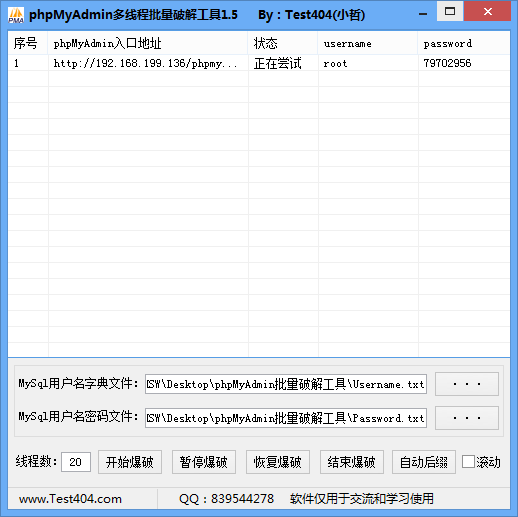 phpMyAdmin多线程批量破解工具1.5 By：Test404(小哲)
序号 phpMyAdmin入口地址 状态 username password
1 http://192.168.199.136/phpmy... 正在尝试 root 79702956
MySql用户名字典文件： SW\Desktop\phpMyAdmin批量破解工具\Username.txt ...
MySql用户名密码文件： SW\Desktop\phpMyAdmin批量破解工具\Password.txt ...
线程数： 20 开始爆破 暂停爆破 恢复爆破 结束爆破 自动后缀 滚动
www.Test404.com QQ：839544278 软件仅用于交流和学习使用